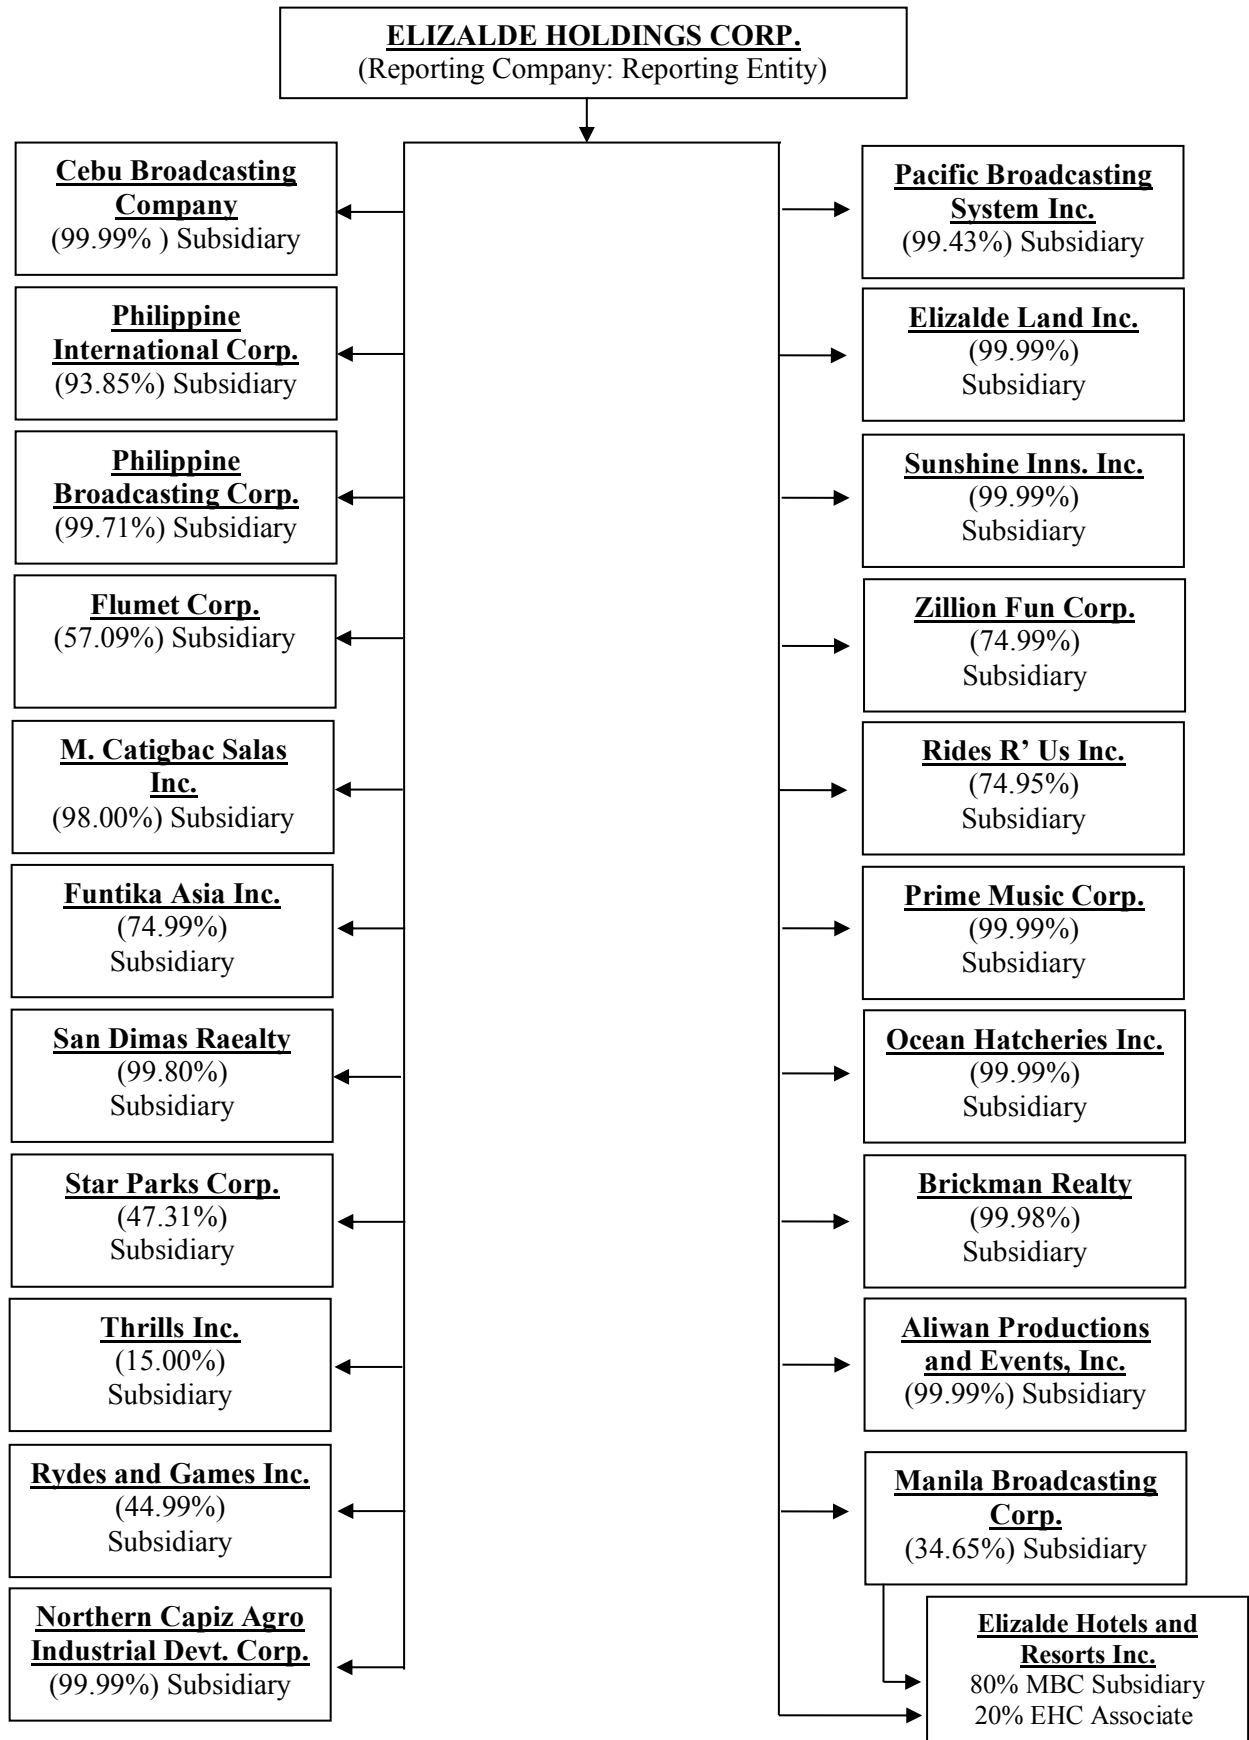 ELIZALDE HOLDINGS CORP.
(Reporting Company: Reporting Entity)
Cebu Broadcasting
Company
(99.99% ) Subsidiary
Philippine
International Corp.
(93.85%) Subsidiary
Philippine
Broadcasting Corp.
(99.71%) Subsidiary
Flumet Corp.
(57.09%) Subsidiary
M. Catigbac Salas
Inc.
(98.00%) Subsidiary
Funtika Asia Inc.
(74.99%)
Subsidiary
San Dimas Raealty
(99.80%)
Subsidiary
Star Parks Corp.
(47.31%)
Subsidiary
Thrills Inc.
(15.00%)
Subsidiary
Rydes and Games Inc.
(44.99%)
Subsidiary
Northern Capiz Agro
Industrial Devt. Corp.
(99.99%) Subsidiary
Pacific Broadcasting
System Inc.
(99.43%) Subsidiary
Elizalde Land Inc.
(99.99%)
Subsidiary
Sunshine Inns. Inc.
(99.99%)
Subsidiary
Zillion Fun Corp.
(74.99%)
Subsidiary
Rides R’ Us Inc.
(74.95%)
Subsidiary
Prime Music Corp.
(99.99%)
Subsidiary
Ocean Hatcheries Inc.
(99.99%)
Subsidiary
Brickman Realty
(99.98%)
Subsidiary
Aliwan Productions
and Events, Inc.
(99.99%) Subsidiary
Manila Broadcasting
Corp.
(34.65%) Subsidiary
Elizalde Hotels and
Resorts Inc.
80% MBC Subsidiary
20% EHC Associate